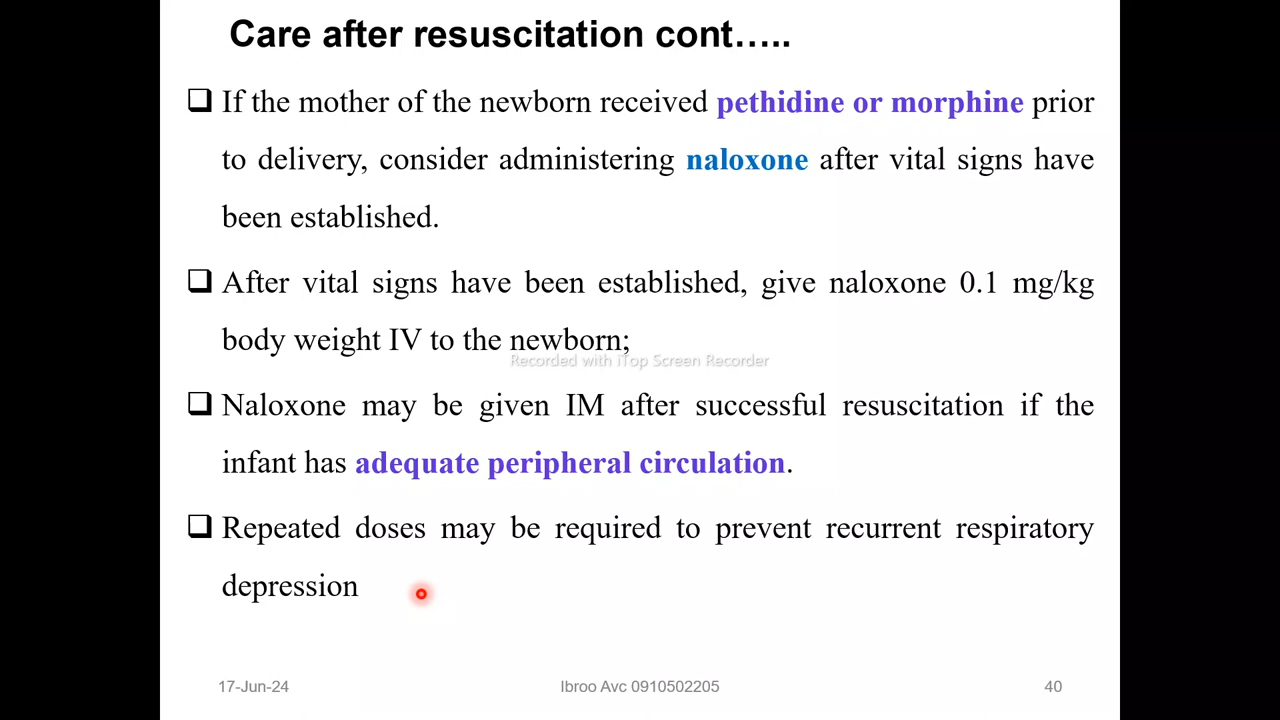 Care after resuscitation cont…..
❑ If the mother of the newborn received pethidine or morphine prior
to delivery, consider administering naloxone after vital signs have
been established.
❑ After vital signs have been established, give naloxone 0.1 mg/kg
body weight IV to the newborn;
Recorded with iTop Screen Recorder
❑ Naloxone may be given IM after successful resuscitation if the
infant has adequate peripheral circulation.
❑ Repeated doses may be required to prevent recurrent respiratory
depression
17-Jun-24 Ibroo Avc 0910502205 40